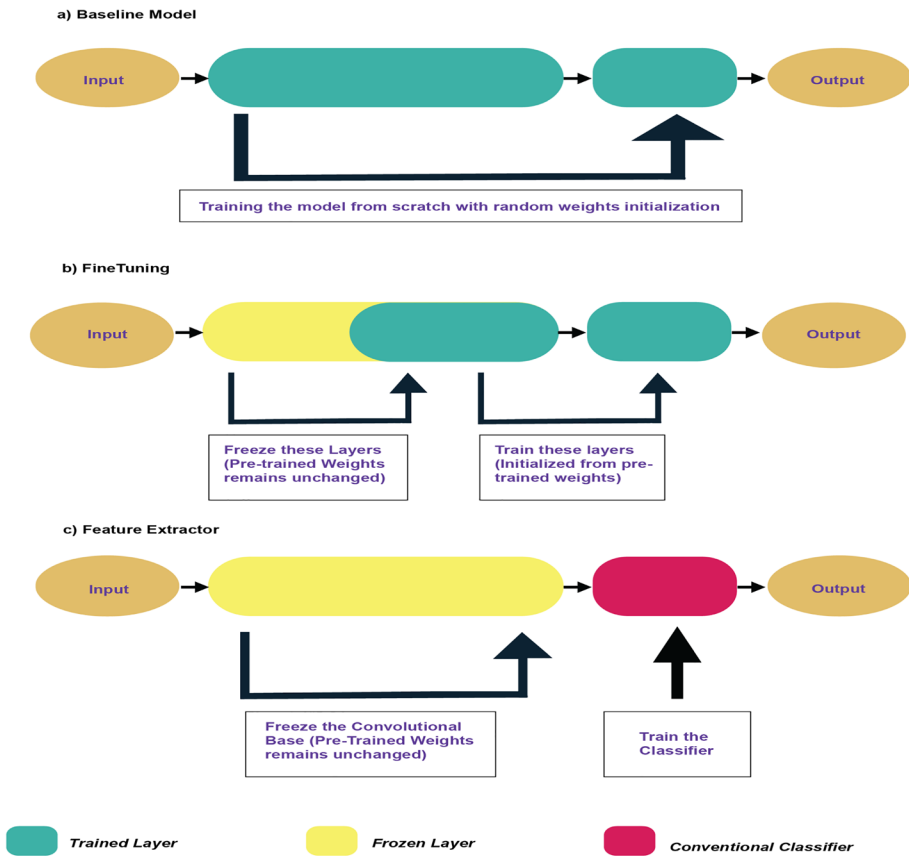 a) Baseline Model
Input
Output
Training the model from scratch with random weights initialization
b) FineTuning
Input
Output
Freeze these Layers
(Pre-trained Weights
remains unchanged)
Train these layers
(Initialized from pre-
trained weights)
c) Feature Extractor
Input
Output
Freeze the Convolutional
Base (Pre-Trained Weights
remains unchanged)
Train the
Classifier
Trained Layer
Frozen Layer
Conventional Classifier